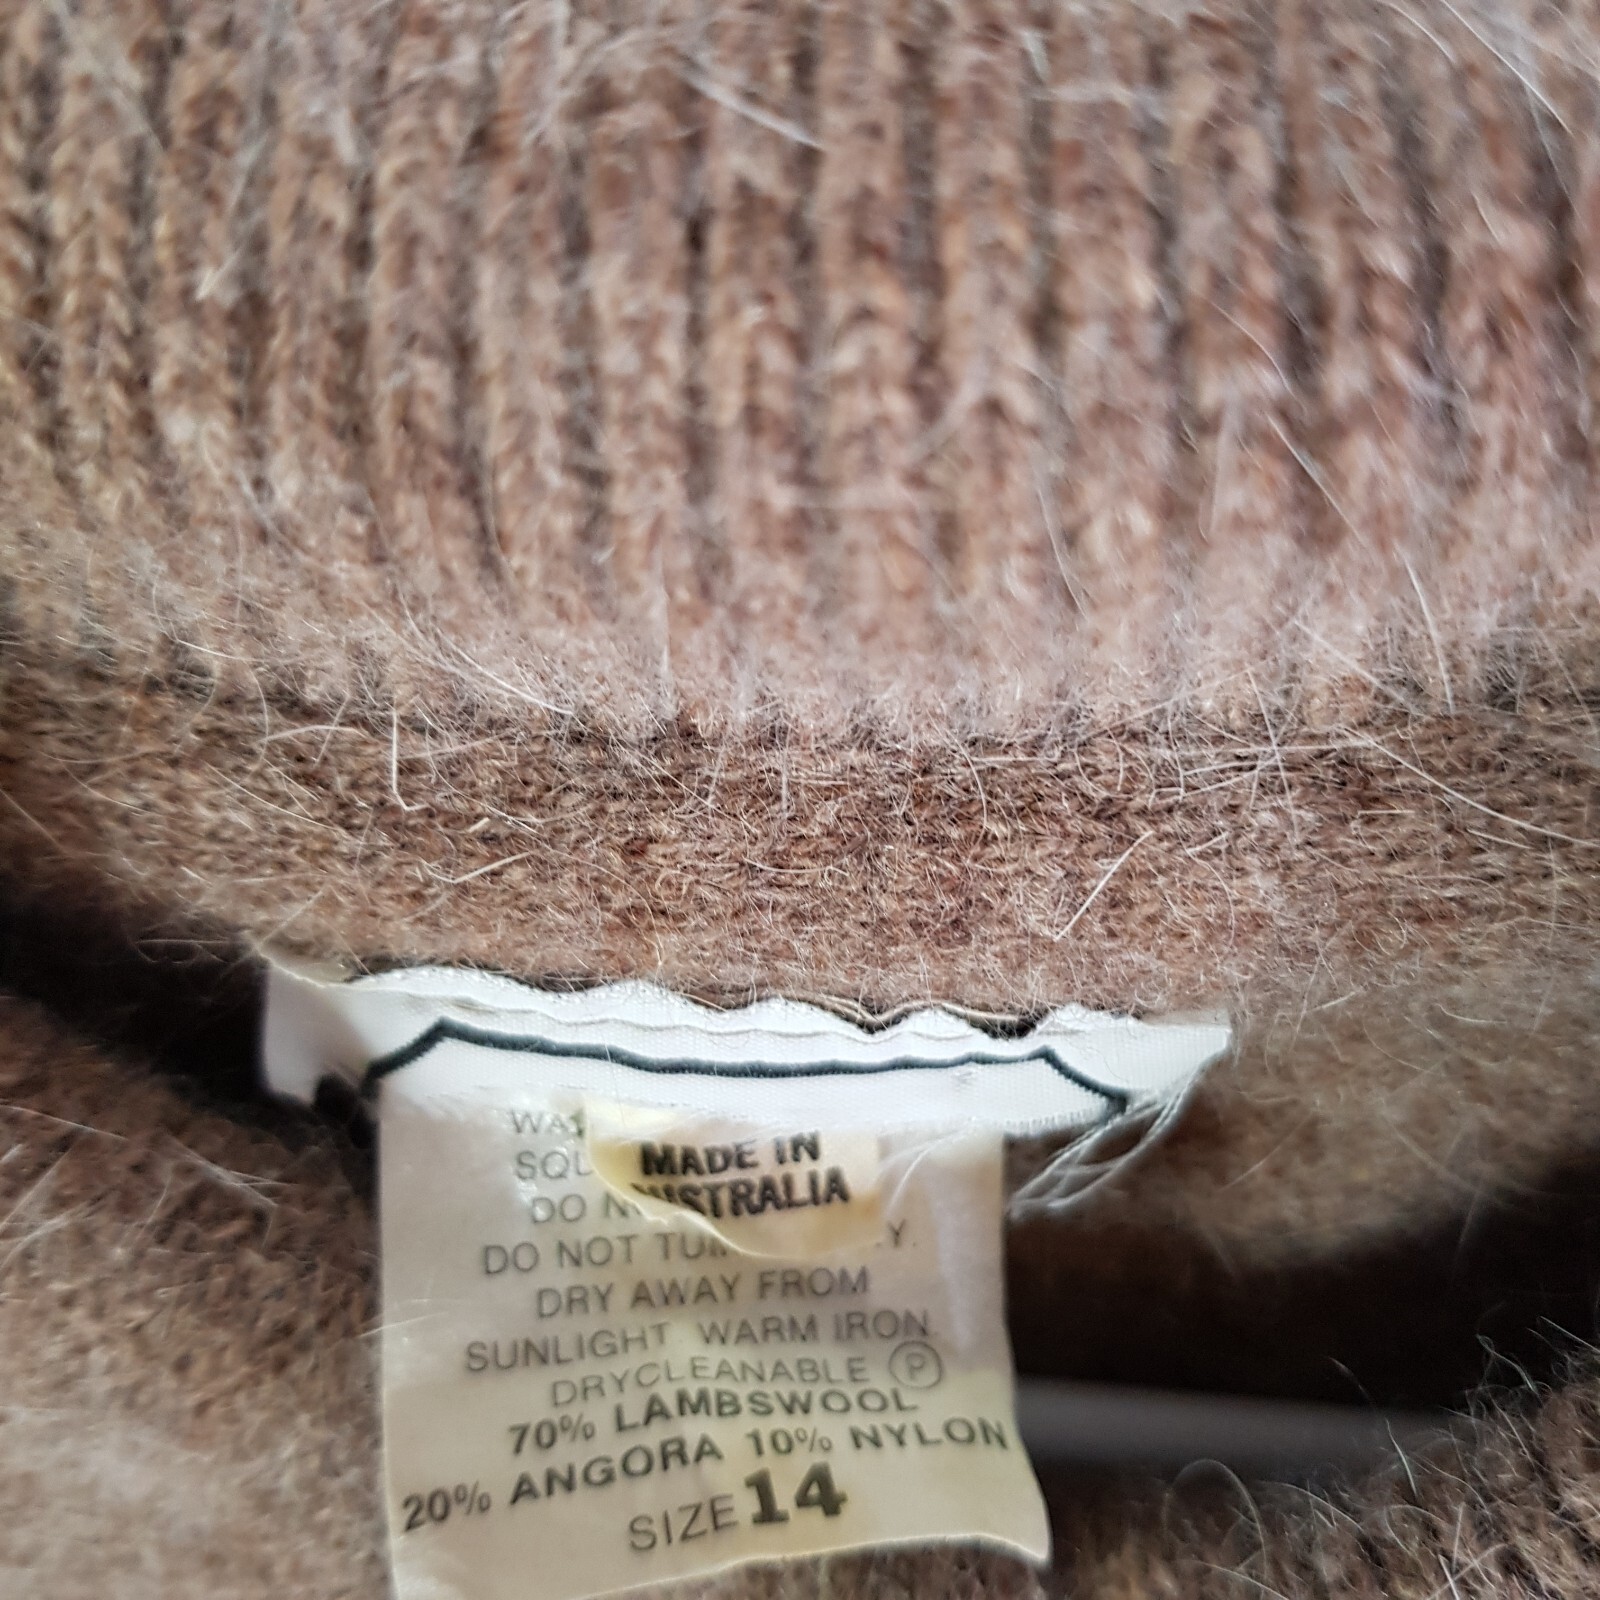 MADE IN
DO NOT
DRY AWAY FROM
SUNLIGHT WARM IRON
DRYCLEANABLE P
70% LAMBSWOOL
20% ANGORA 10% NYLON
SIZE 14